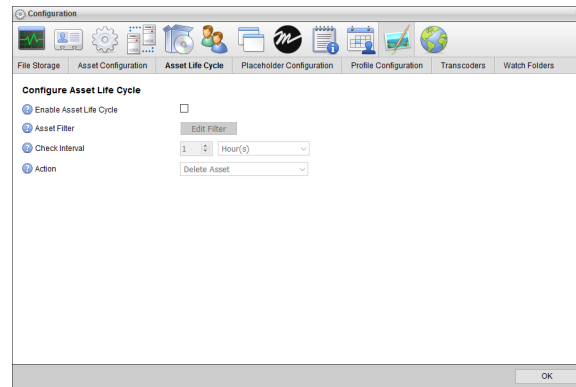 Configuration
File Storage Asset Configuration Asset Life Cycle Placeholder Configuration Profile Configuration Transcoders Watch Folders
Configure Asset Life Cycle
Enable Asset Life Cycle
Asset Filter Edit Filter
Check Interval 1 Hour(s)
Action Delete Asset
OK